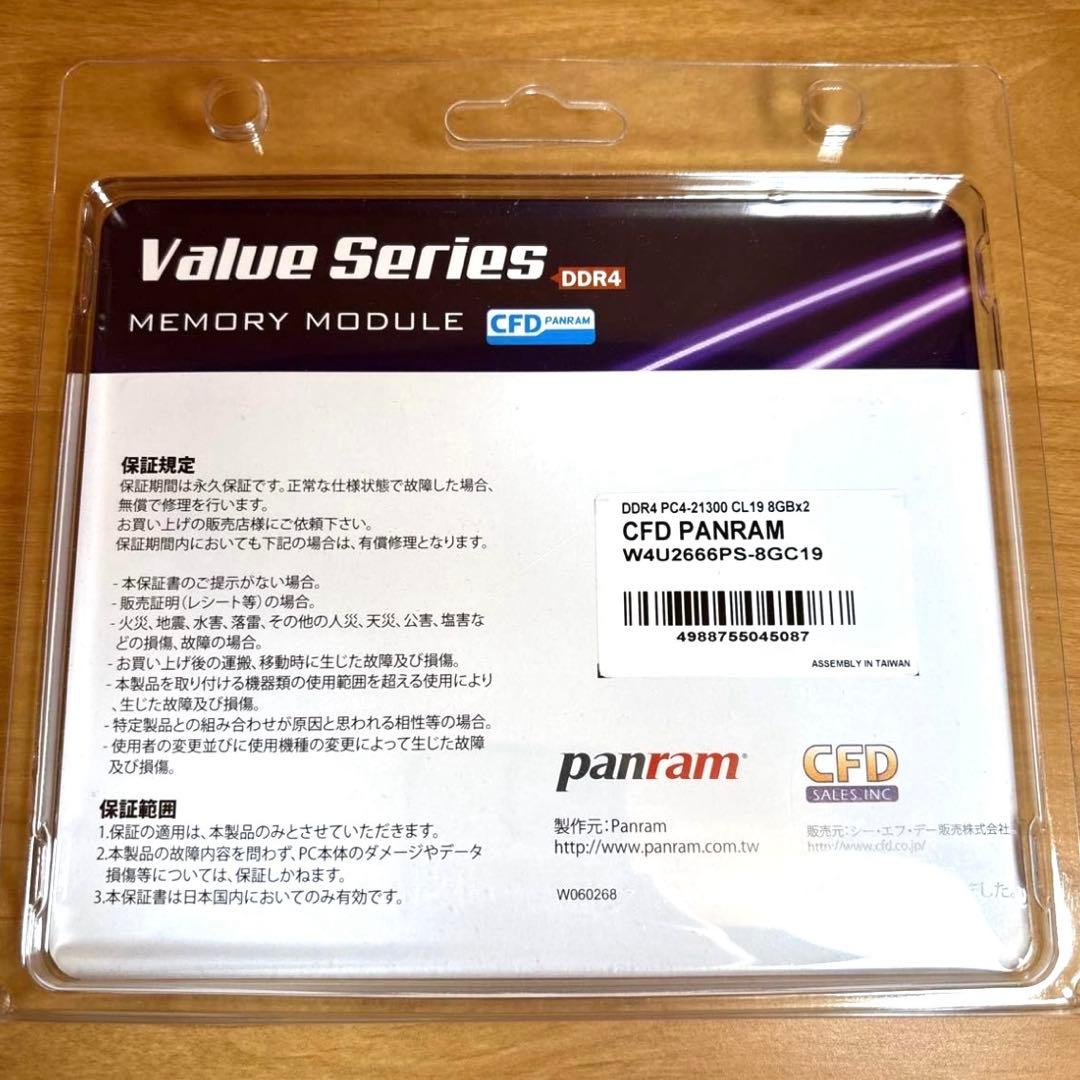 Value Series DDR4
MEMORY MODULE CFD PANRAM
保証規定
保証期間は永久保証です。正常な仕様状態で故障した場合、
無償で修理を行います。
お買い上げの販売店様にご依頼下さい。
保証期間内においても下記の場合は、有償修理となります。
- 本保証書のご提示がない場合。
- 販売証明(レシート等)の場合。
- 火災、地震、水害、落雷、その他の人災、天災、公害、塩害な
どの損傷、故障の場合。
- お買い上げ後の運搬、移動時に生じた故障及び損傷。
- 本製品を取り付ける機器類の使用範囲を超える使用により
、生じた故障及び損傷。
- 特定製品との組み合わせが原因と思われる相性等の場合。
- 使用者の変更並びに使用機種の変更によって生じた故障
及び損傷。
保証範囲
1.保証の適用は、本製品のみとさせていただきます。
2.本製品の故障内容を問わず、PC本体のダメージやデータ
損傷等については、保証しかねます。
3.本保証書は日本国内においてのみ有効です。
DDR4 PC4-21300 CL19 8GBx2
CFD PANRAM
W4U2666PS-8GC19
4988755045087
ASSEMBLY IN TAIWAN
panram®
製作元:Panram
http://www.panram.com.tw
W060268
CFD
SALES.INC
販売元:シー・エフ・デー販売株式会社
http://www.cfd.co.jp/
した。